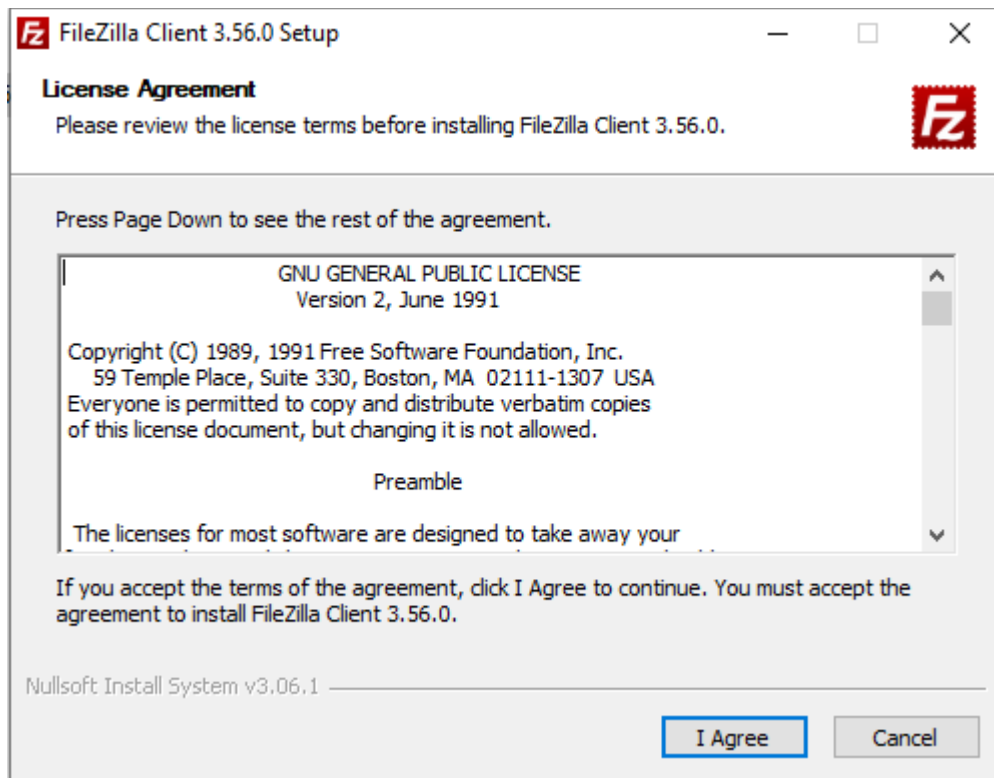 FileZilla Client 3.56.0 Setup
License Agreement
Please review the license terms before installing FileZilla Client 3.56.0.
Fz
Press Page Down to see the rest of the agreement.
GNU GENERAL PUBLIC LICENSE
Version 2, June 1991
Copyright (C) 1989, 1991 Free Software Foundation, Inc.
59 Temple Place, Suite 330, Boston, MA  02111-1307  USA
Everyone is permitted to copy and distribute verbatim copies
of this license document, but changing it is not allowed.
Preamble
The licenses for most software are designed to take away your
If you accept the terms of the agreement, click I Agree to continue. You must accept the
agreement to install FileZilla Client 3.56.0.
Nullsoft Install System v3.06.1
I Agree
Cancel